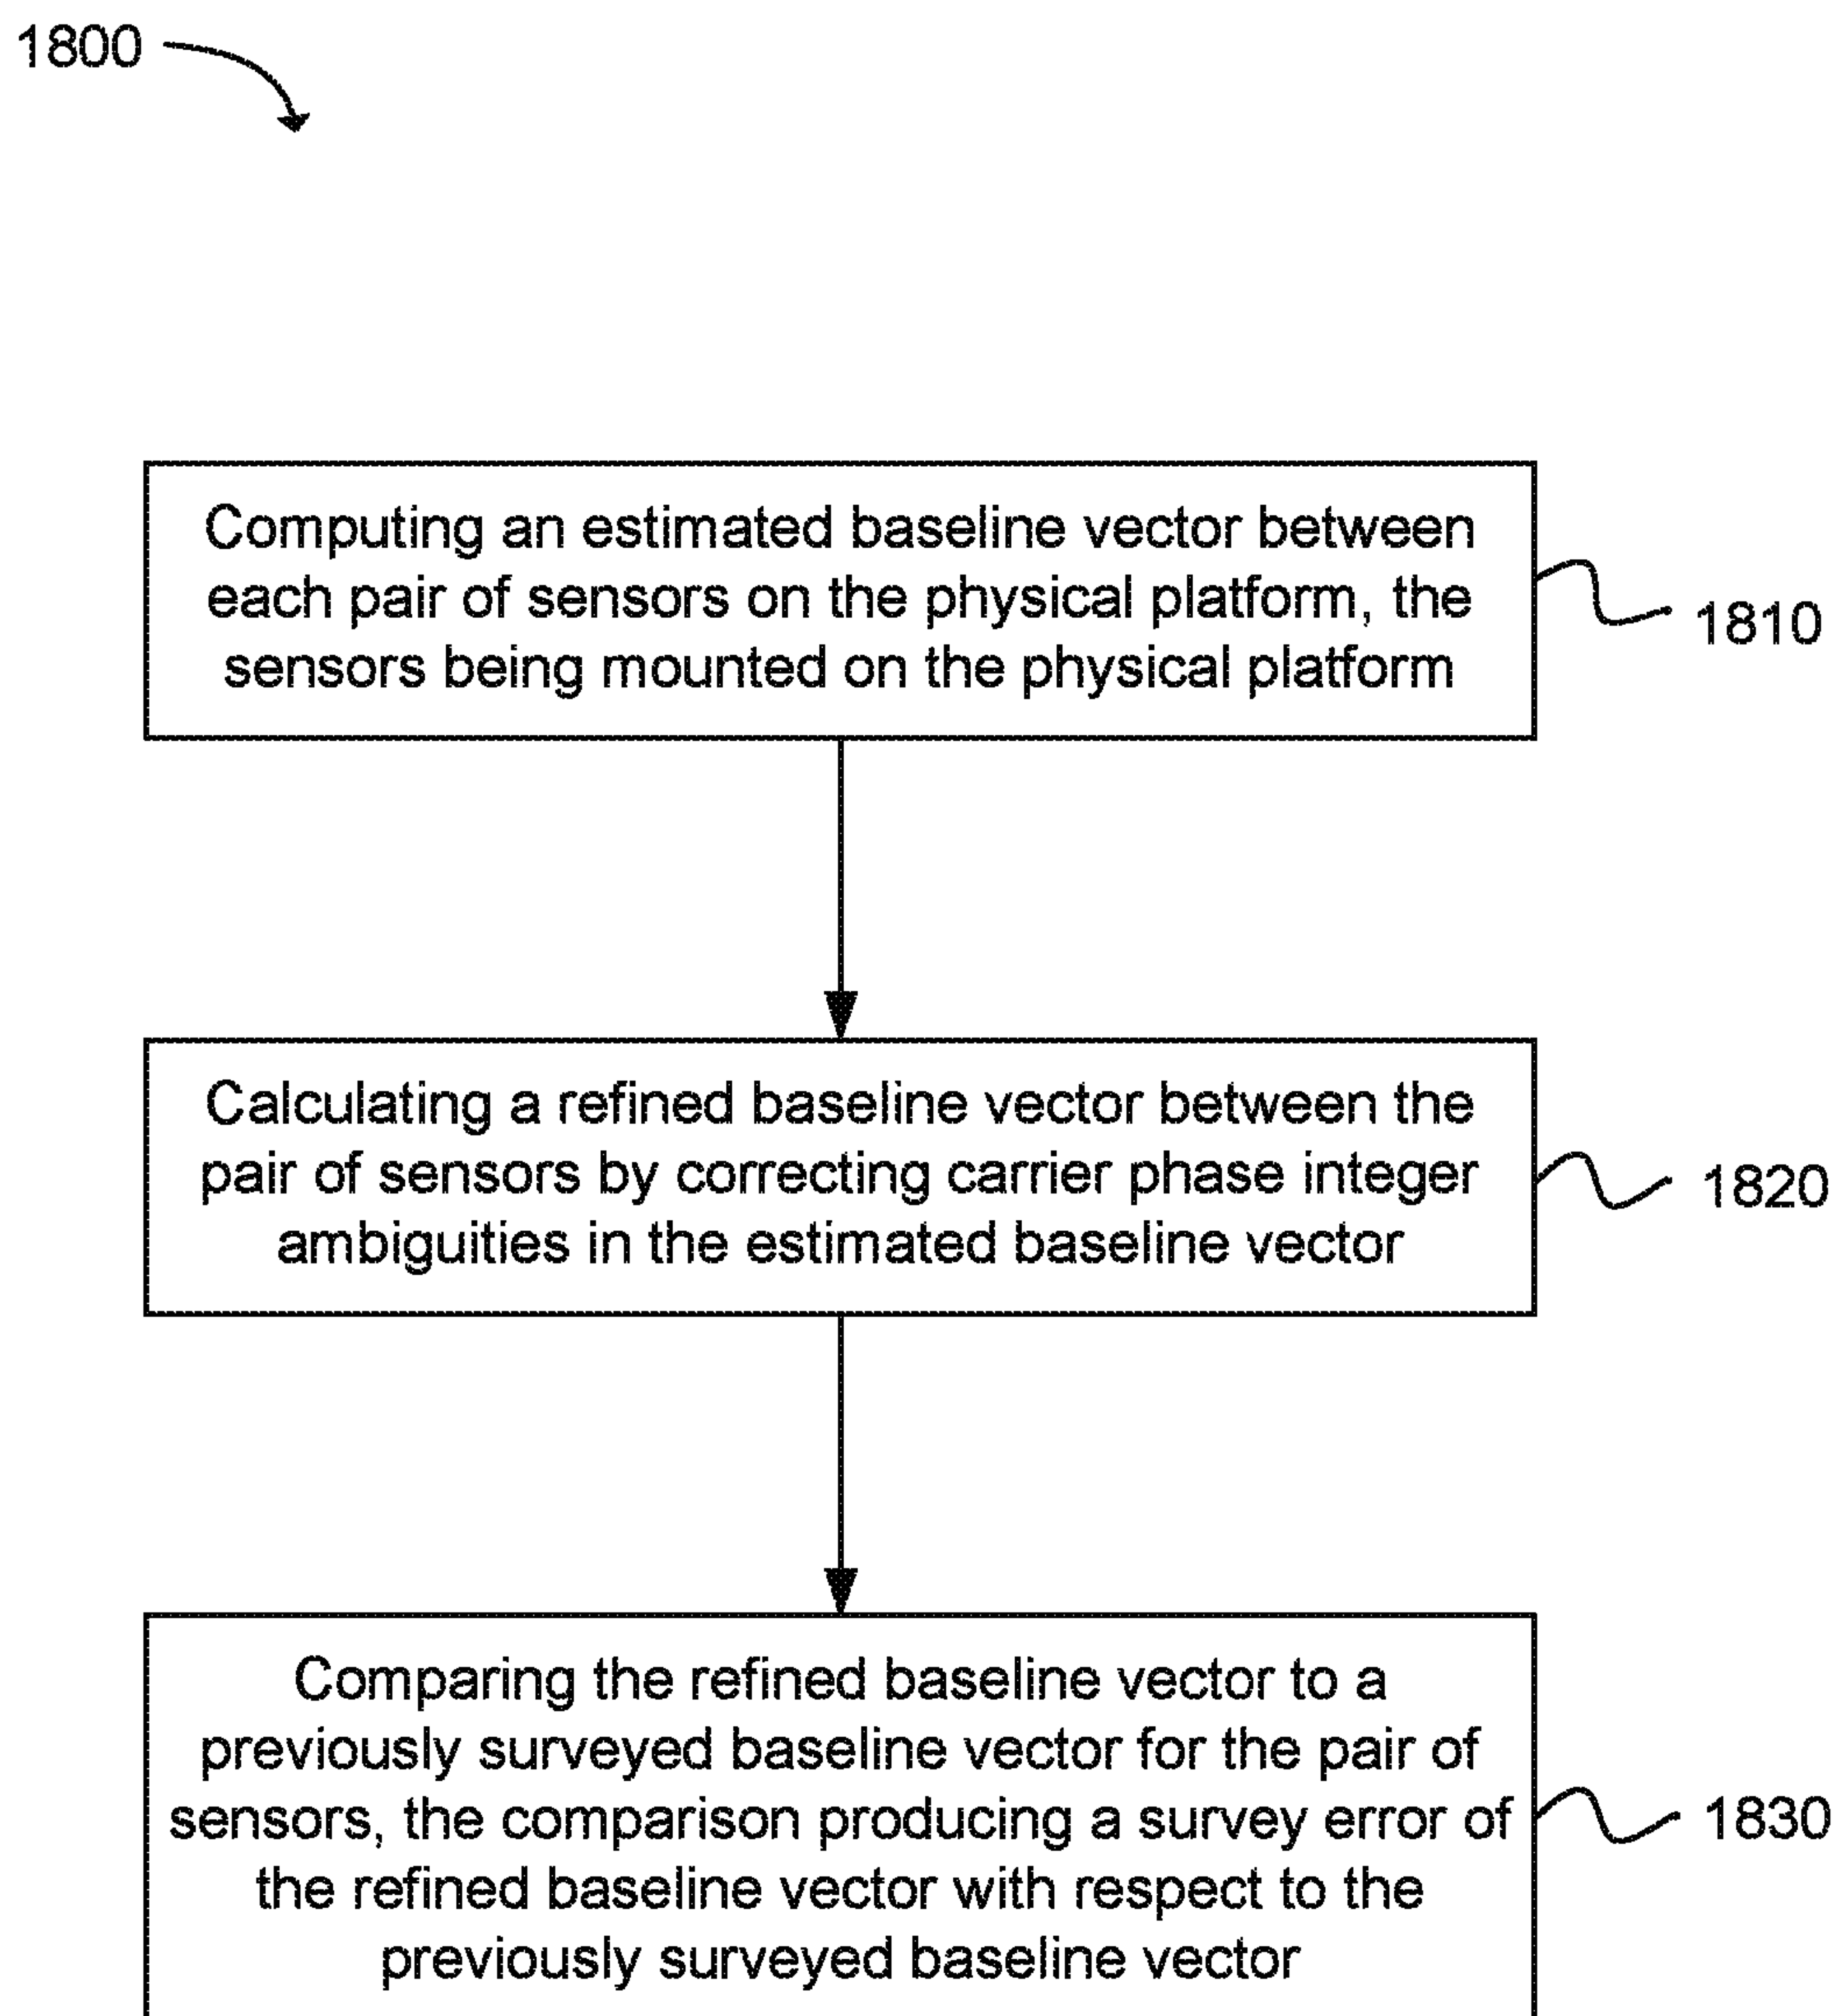 1800
Computing an estimated baseline vector between
each pair of sensors on the physical platform, the
sensors being mounted on the physical platform
1810
Calculating a refined baseline vector between the
pair of sensors by correcting carrier phase integer
ambiguities in the estimated baseline vector
1820
Comparing the refined baseline vector to a
previously surveyed baseline vector for the pair of
sensors, the comparison producing a survey error of
the refined baseline vector with respect to the
previously surveyed baseline vector
1830